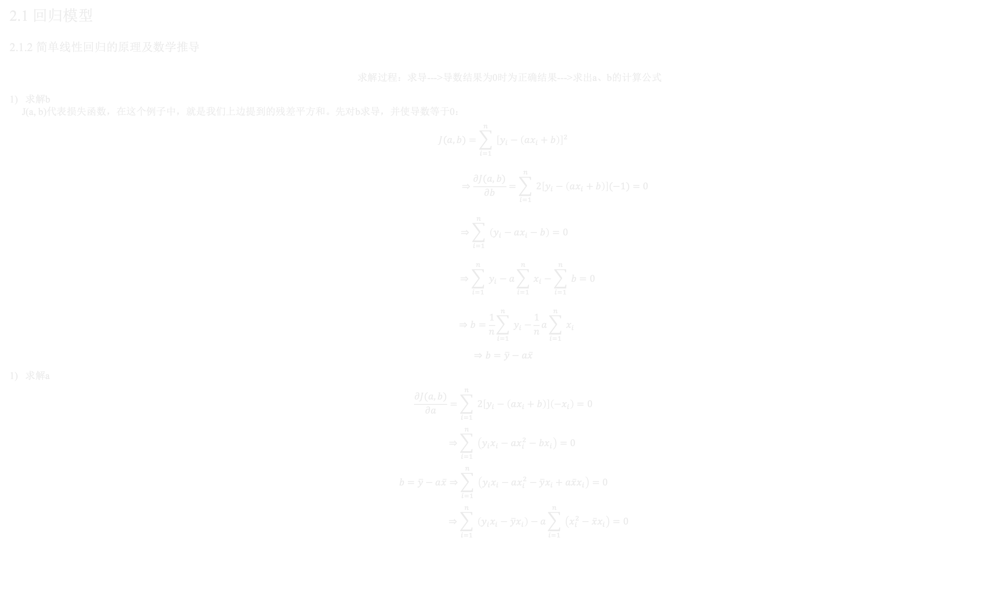 2.1 回归模型
2.1.2 简单线性回归的原理及数学推导
求解过程：求导--->导数结果为0时为正确结果--->求出a、b的计算公式
1) 求解b
J(a, b)代表损失函数，在这个例子中，就是我们上边提到的残差平方和。先对b求导，并使导数等于0：
$J(a,b)=\sum_{i=1}^{n}[y_i-(ax_i+b)]^2$
$\Rightarrow\frac{\partial J(a,b)}{\partial b}=\sum_{i=1}^{n}2[y_i-(ax_i+b)](-1)=0$
$\Rightarrow\sum_{i=1}^{n}(y_i-ax_i-b)=0$
$\Rightarrow\sum_{i=1}^{n}y_i-a\sum_{i=1}^{n}x_i-\sum_{i=1}^{n}b=0$
$\Rightarrow b=\frac{1}{n}\sum_{i=1}^{n}y_i-\frac{1}{n}a\sum_{i=1}^{n}x_i$
$\Rightarrow b=\bar{y}-a\bar{x}$
1) 求解a
$\frac{\partial J(a,b)}{\partial a}=\sum_{i=1}^{n}2[y_i-(ax_i+b)](-x_i)=0$
$\Rightarrow\sum_{i=1}^{n}(y_ix_i-ax_i^2-bx_i)=0$
$b=\bar{y}-a\bar{x}\Rightarrow\sum_{i=1}^{n}(y_ix_i-ax_i^2-\bar{y}x_i+a\bar{x}x_i)=0$
$\Rightarrow\sum_{i=1}^{n}(y_ix_i-\bar{y}x_i)-a\sum_{i=1}^{n}(x_i^2-\bar{x}x_i)=0$